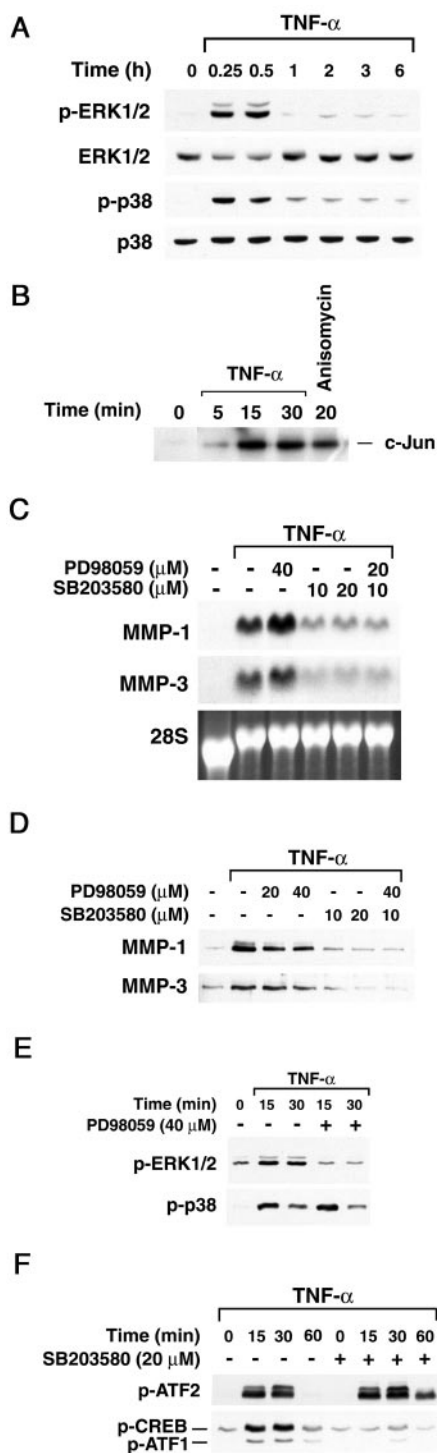 A
TNF-α
Time (h) 0 0.25 0.5 1 2 3 6
p-ERK1/2
ERK1/2
p-p38
p38
B
Anisomycin
TNF-α
Time (min) 0 5 15 30 20
c-Jun
C
TNF-α
PD98059 (µM) - - 40 - - 20
SB203580 (µM) - - - 10 20 10
MMP-1
MMP-3
28S
D
TNF-α
PD98059 (µM) - - 20 40 - - 40
SB203580 (µM) - - - - 10 20 10
MMP-1
MMP-3
E
TNF-α
Time (min) 0 15 30 15 30
PD98059 (40 µM) - - - + +
p-ERK1/2
p-p38
F
TNF-α
Time (min) 0 15 30 60 0 15 30 60
SB203580 (20 µM) - - - - + + + +
p-ATF2
p-CREB
p-ATF1